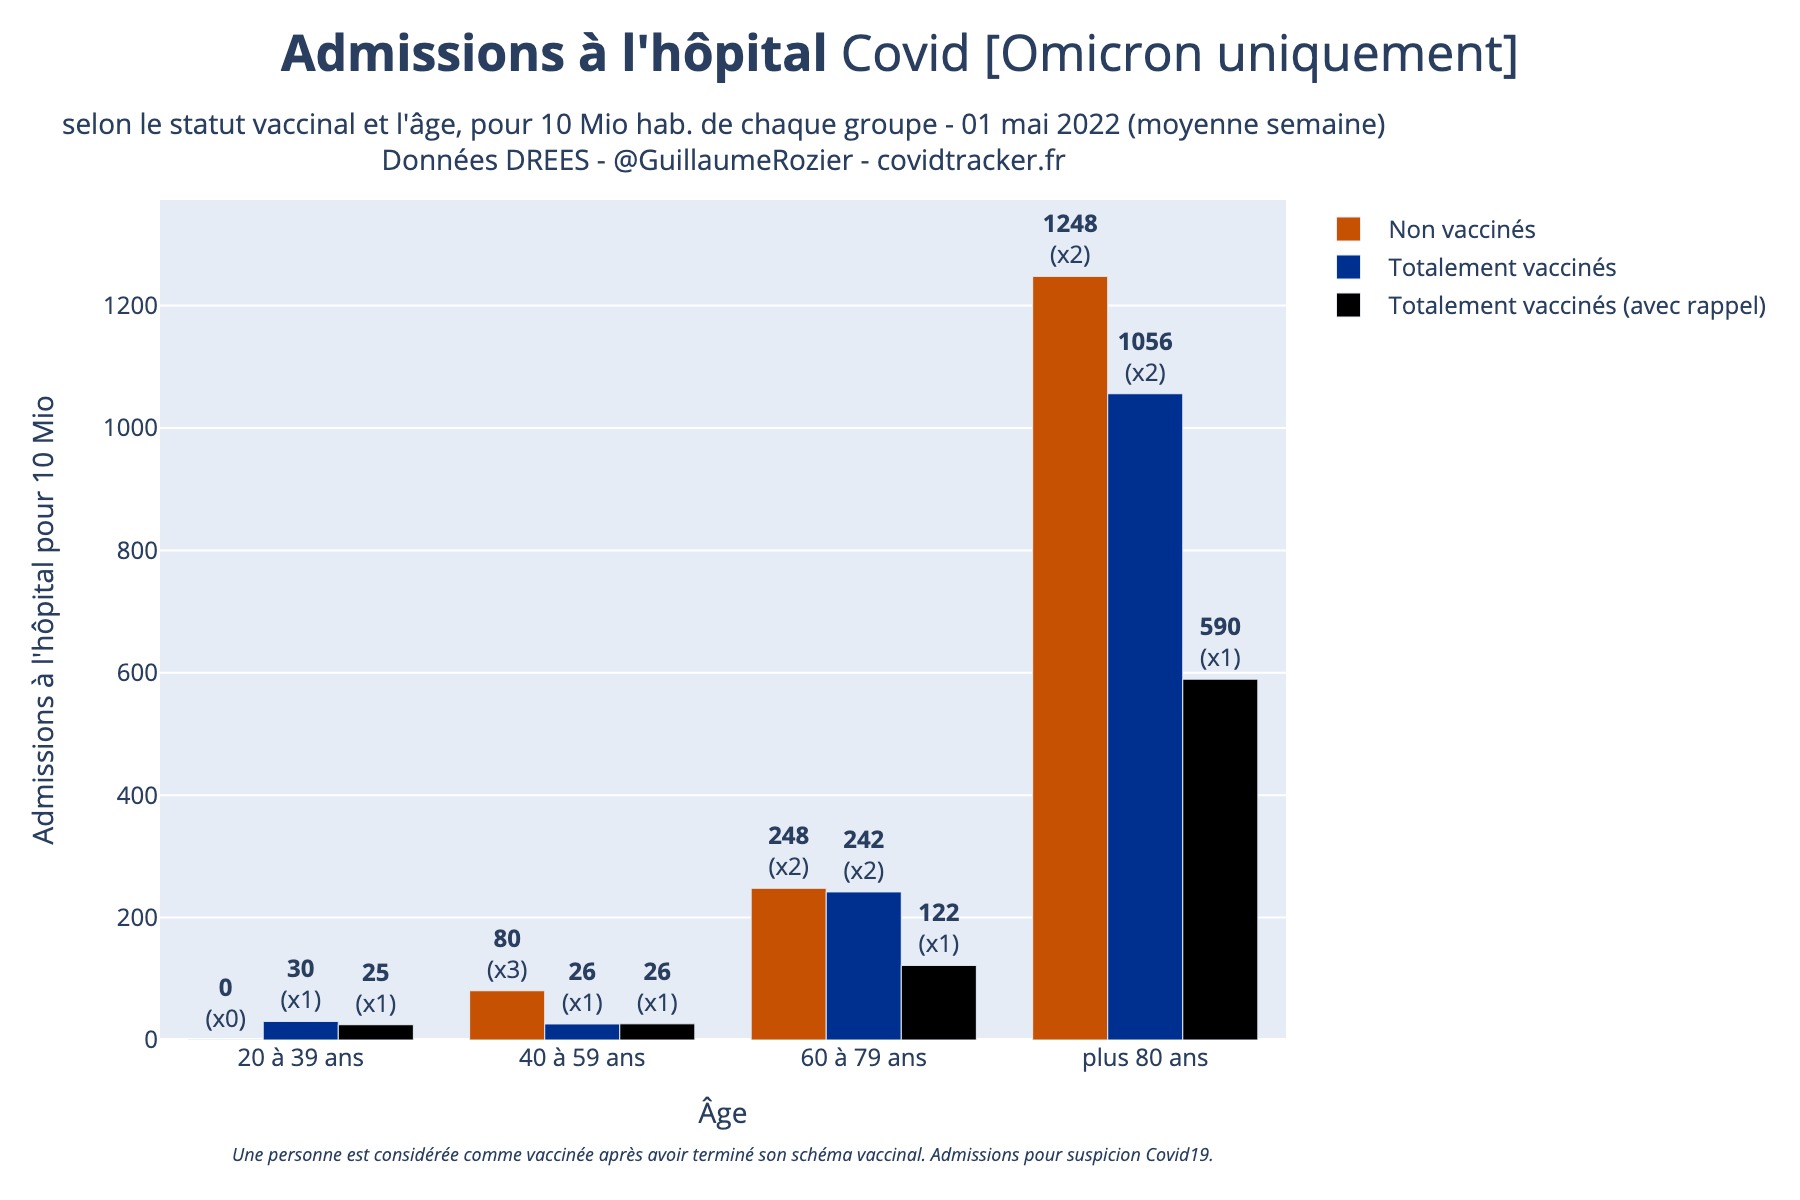 Admissions à l'hôpital Covid [Omicron uniquement]
selon le statut vaccinal et l'âge, pour 10 Mio hab. de chaque groupe - 01 mai 2022 (moyenne semaine)
Données DREES - @GuillaumeRozier - covidtracker.fr
Non vaccinés
Totalement vaccinés
Totalement vaccinés (avec rappel)
Admissions à l'hôpital pour 10 Mio
1200
1000
800
600
400
200
0
0
(x0)
30
(x1)
25
(x1)
80
(x3)
26
(x1)
26
(x1)
248
(x2)
242
(x2)
122
(x1)
1248
(x2)
1056
(x2)
590
(x1)
20 à 39 ans
40 à 59 ans
60 à 79 ans
plus 80 ans
Âge
Une personne est considérée comme vaccinée après avoir terminé son schéma vaccinal. Admissions pour suspicion Covid19.